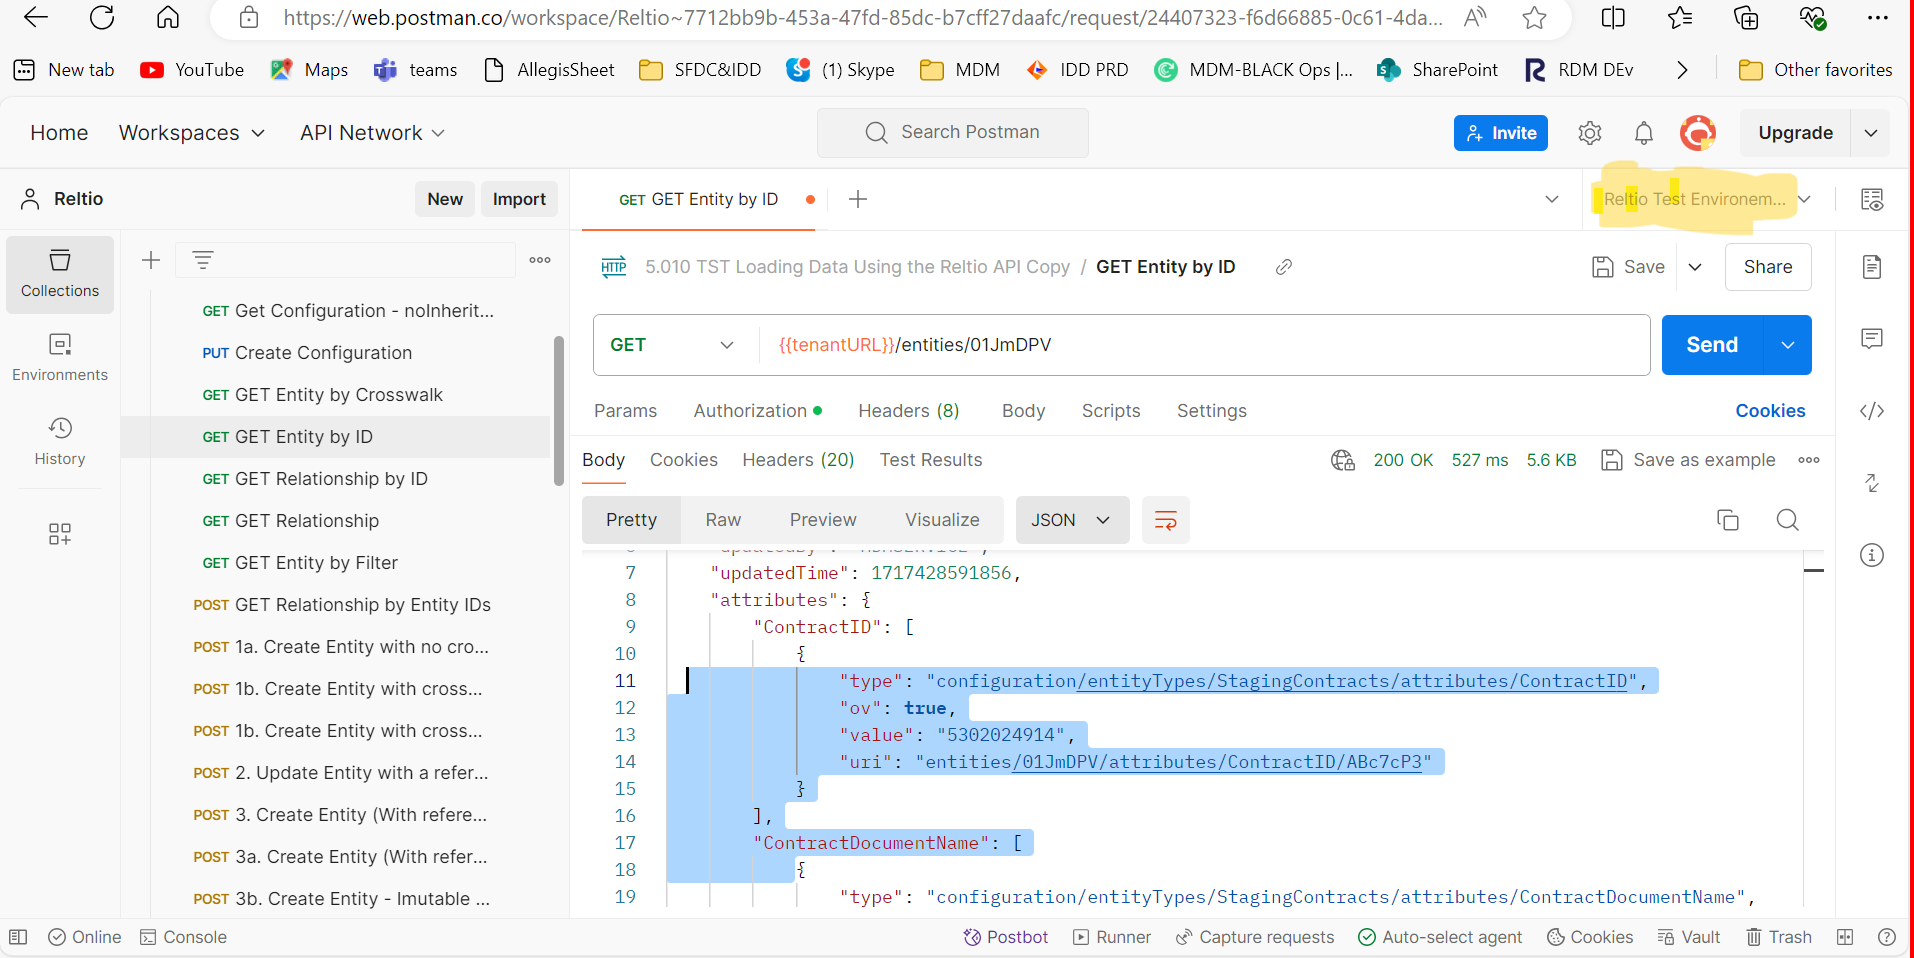 https://web.postman.co/workspace/Reltio~7712bb9b-453a-47fd-85dc-b7cff27daafc/request/24407323-f6d66885-0c61-4da...
New tab YouTube Maps teams AllegisSheet SFDC&IDD (1) Skype MDM IDD PRD MDM-BLACK Ops |... SharePoint RDM DEv Other favorites
Home Workspaces API Network Search Postman Invite Upgrade
Reltio New Import GET GET Entity by ID Reltio Test Environem...
Collections
Environments
History
GET Get Configuration - noInherit...
PUT Create Configuration
GET GET Entity by Crosswalk
GET GET Entity by ID
GET GET Relationship by ID
GET GET Relationship
GET GET Entity by Filter
POST GET Relationship by Entity IDs
POST 1a. Create Entity with no cro...
POST 1b. Create Entity with cross...
POST 1b. Create Entity with cross...
POST 2. Update Entity with a refer...
POST 3. Create Entity (With refere...
POST 3a. Create Entity (With refer...
POST 3b. Create Entity - Imutable ...
HTTP 5.010 TST Loading Data Using the Reltio API Copy / GET Entity by ID Save Share
GET {{tenantURL}}/entities/01JmDPV Send
Params Authorization Headers (8) Body Scripts Settings Cookies
Body Cookies Headers (20) Test Results 200 OK 527 ms 5.6 KB Save as example
Pretty Raw Preview Visualize JSON
7 "updatedTime": 1717428591856,
8 "attributes": {
9 "ContractID": [
10 {
11 "type": "configuration/entityTypes/StagingContracts/attributes/ContractID",
12 "ov": true,
13 "value": "5302024914",
14 "uri": "entities/01JmDPV/attributes/ContractID/ABc7cP3"
15 }
16 ],
17 "ContractDocumentName": [
18 {
19 "type": "configuration/entityTypes/StagingContracts/attributes/ContractDocumentName",
Online Console Postbot Runner Capture requests Auto-select agent Cookies Vault Trash